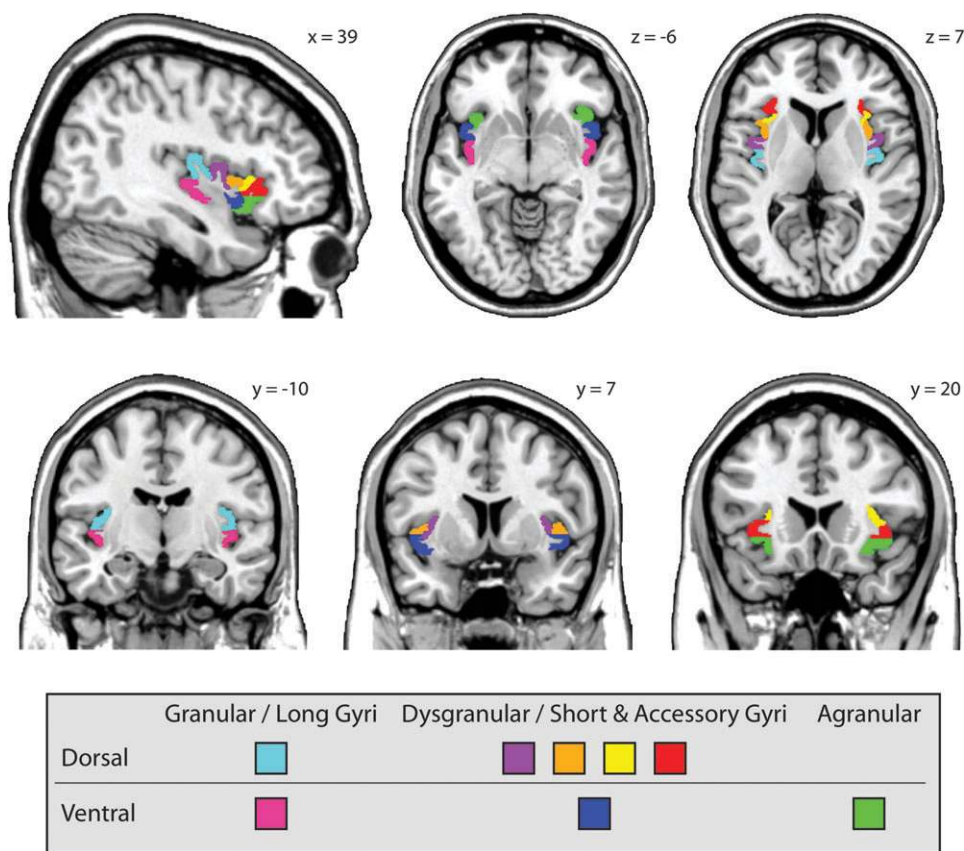 x = 39
z = -6
z = 7
y = -10
y = 7
y = 20
Granular / Long Gyri Dysgranular / Short & Accessory Gyri Agranular
Dorsal
Ventral